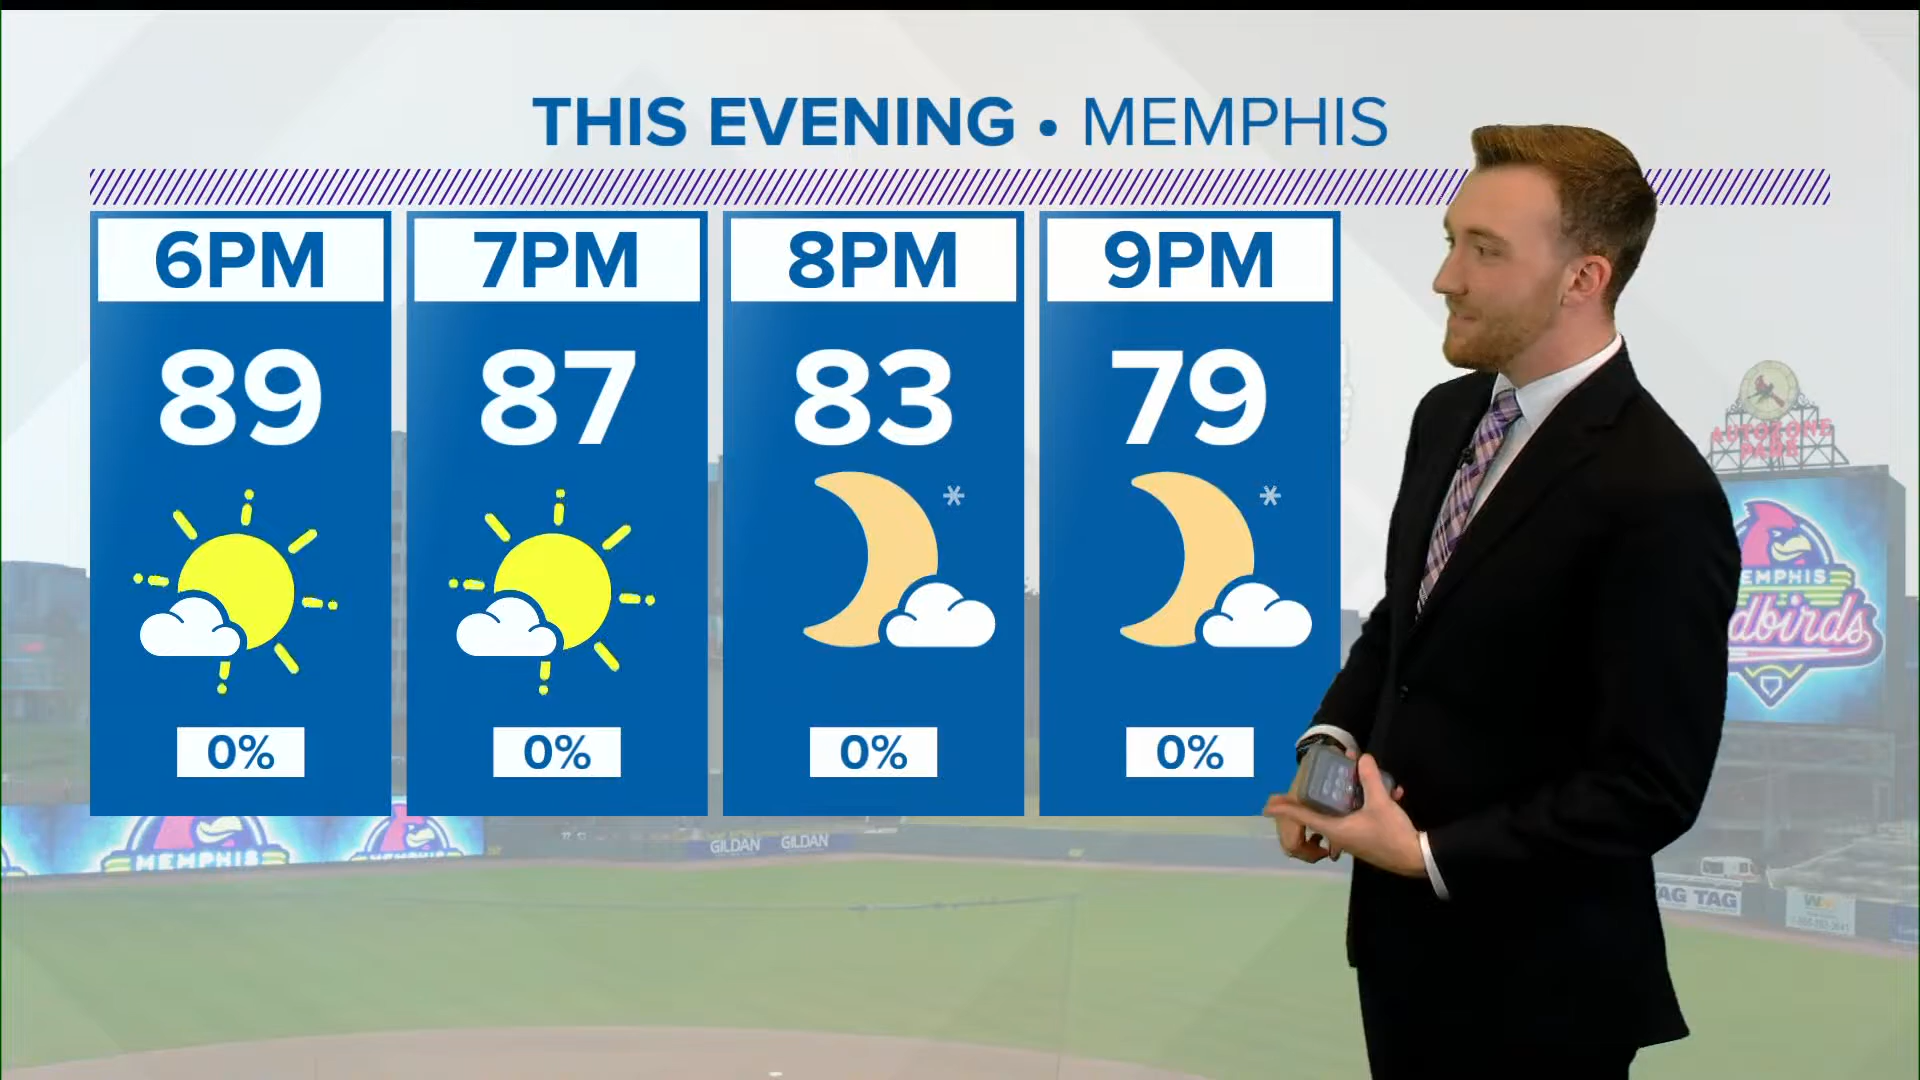 THIS EVENING • MEMPHIS
6PM
7PM
8PM
9PM
89
87
83
79
0%
0%
0%
0%
AUTOZONE
PARK
MEMPHIS
MEMPHIS
GILDAN
GILDAN
TAG